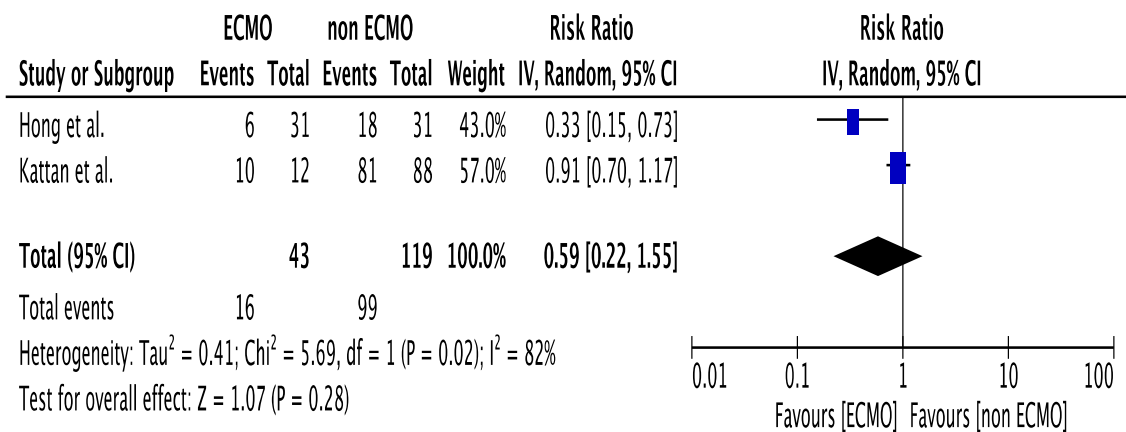 ECMO non ECMO Risk Ratio Risk Ratio
Study or Subgroup Events Total Events Total Weight IV, Random, 95% CI IV, Random, 95% CI
Hong et al. 6 31 18 31 43.0% 0.33 [0.15, 0.73]
Kattan et al. 10 12 81 88 57.0% 0.91 [0.70, 1.17]
Total (95% CI) 43 119 100.0% 0.59 [0.22, 1.55]
Total events 16 99
Heterogeneity: Tau² = 0.41; Chi² = 5.69, df = 1 (P = 0.02); I² = 82%
Test for overall effect: Z = 1.07 (P = 0.28)
0.01 0.1 1 10 100
Favours [ECMO] Favours [non ECMO]